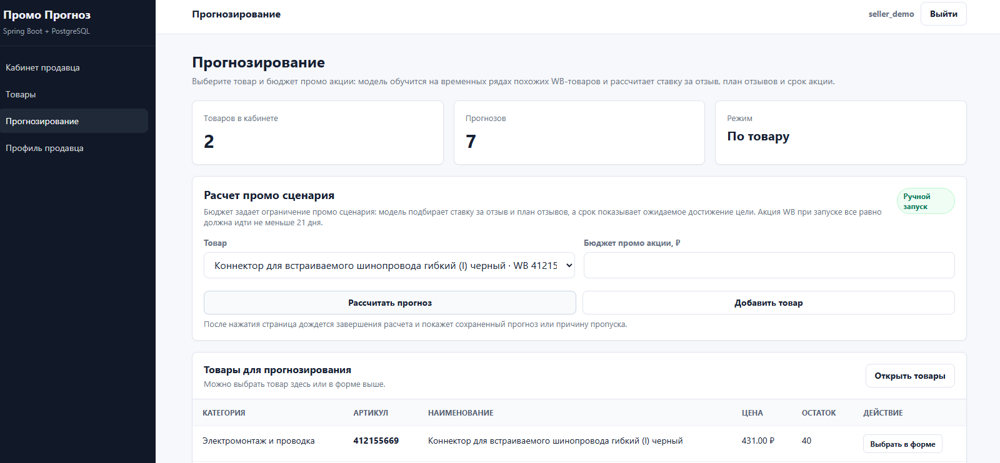 Промо Прогноз
Spring Boot + PostgreSQL
Кабинет продавца
Товары
Прогнозирование
Профиль продавца
Прогнозирование
seller_demo
Выйти
Прогнозирование
Выберите товар и бюджет промо акции: модель обучится на временных рядах похожих WB-товаров и рассчитает ставку за отзыв, план отзывов и срок акции.
Товаров в кабинете
2
Прогнозов
7
Режим
По товару
Расчет промо сценария
Ручной
запуск
Бюджет задает ограничение промо сценария: модель подбирает ставку за отзыв и план отзывов, а срок показывает ожидаемое достижение цели. Акция WB при запуске все равно
должна идти не меньше 21 дня.
Товар
Бюджет промо акции, ₽
Коннектор для встраиваемого шинопровода гибкий (I) черный · WB 41215
Рассчитать прогноз
Добавить товар
После нажатия страница дождется завершения расчета и покажет сохраненный прогноз или причину пропуска.
Товары для прогнозирования
Можно выбрать товар здесь или в форме выше.
Открыть товары
КАТЕГОРИЯ АРТИКУЛ НАИМЕНОВАНИЕ ЦЕНА ОСТАТОК ДЕЙСТВИЕ
Электромонтаж и проводка 412155669 Коннектор для встраиваемого шинопровода гибкий (I) черный 431.00 ₽ 40 Выбрать в форме